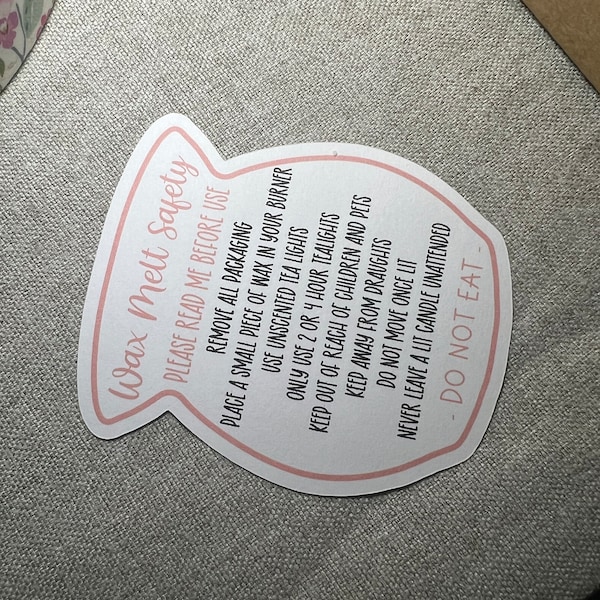 Wax Melt Safety
PLEASE READ ME BEFORE USE
REMOVE ALL PACKAGING
PLACE A SMALL PIECE OF WAX IN YOUR BURNER
USE UNSCENTED TEA LIGHTS
ONLY USE 2 OR 4 HOUR TEALIGHTS
KEEP OUT OF REACH OF CHILDREN AND PETS
KEEP AWAY FROM DRAUGHTS
DO NOT MOVE ONCE LIT
NEVER LEAVE A LIT CANDLE UNATTENDED
- DO NOT EAT -